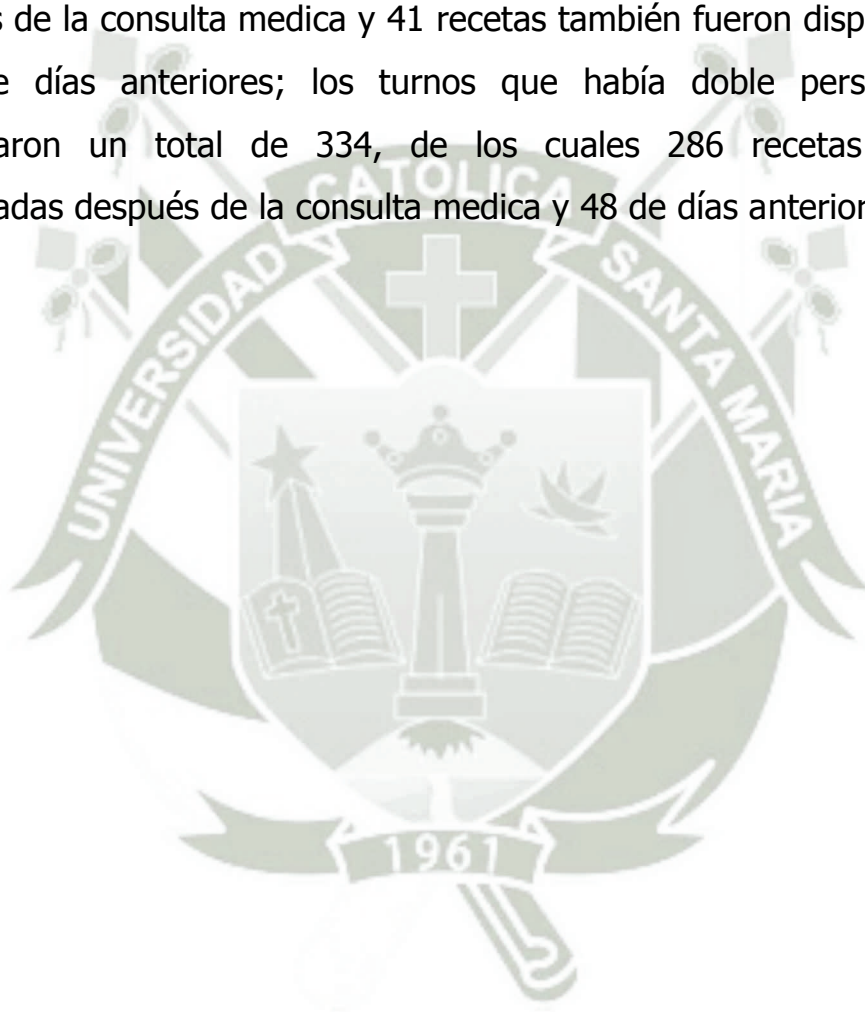 s de la consulta medica y 41 recetas también fueron disp
e días anteriores; los turnos que había doble pers
aron un total de 334, de los cuales 286 recetas
adas después de la consulta medica y 48 de días anterior
CATOLICA
UNIVERSIDAD
SANTA MARIA
1961